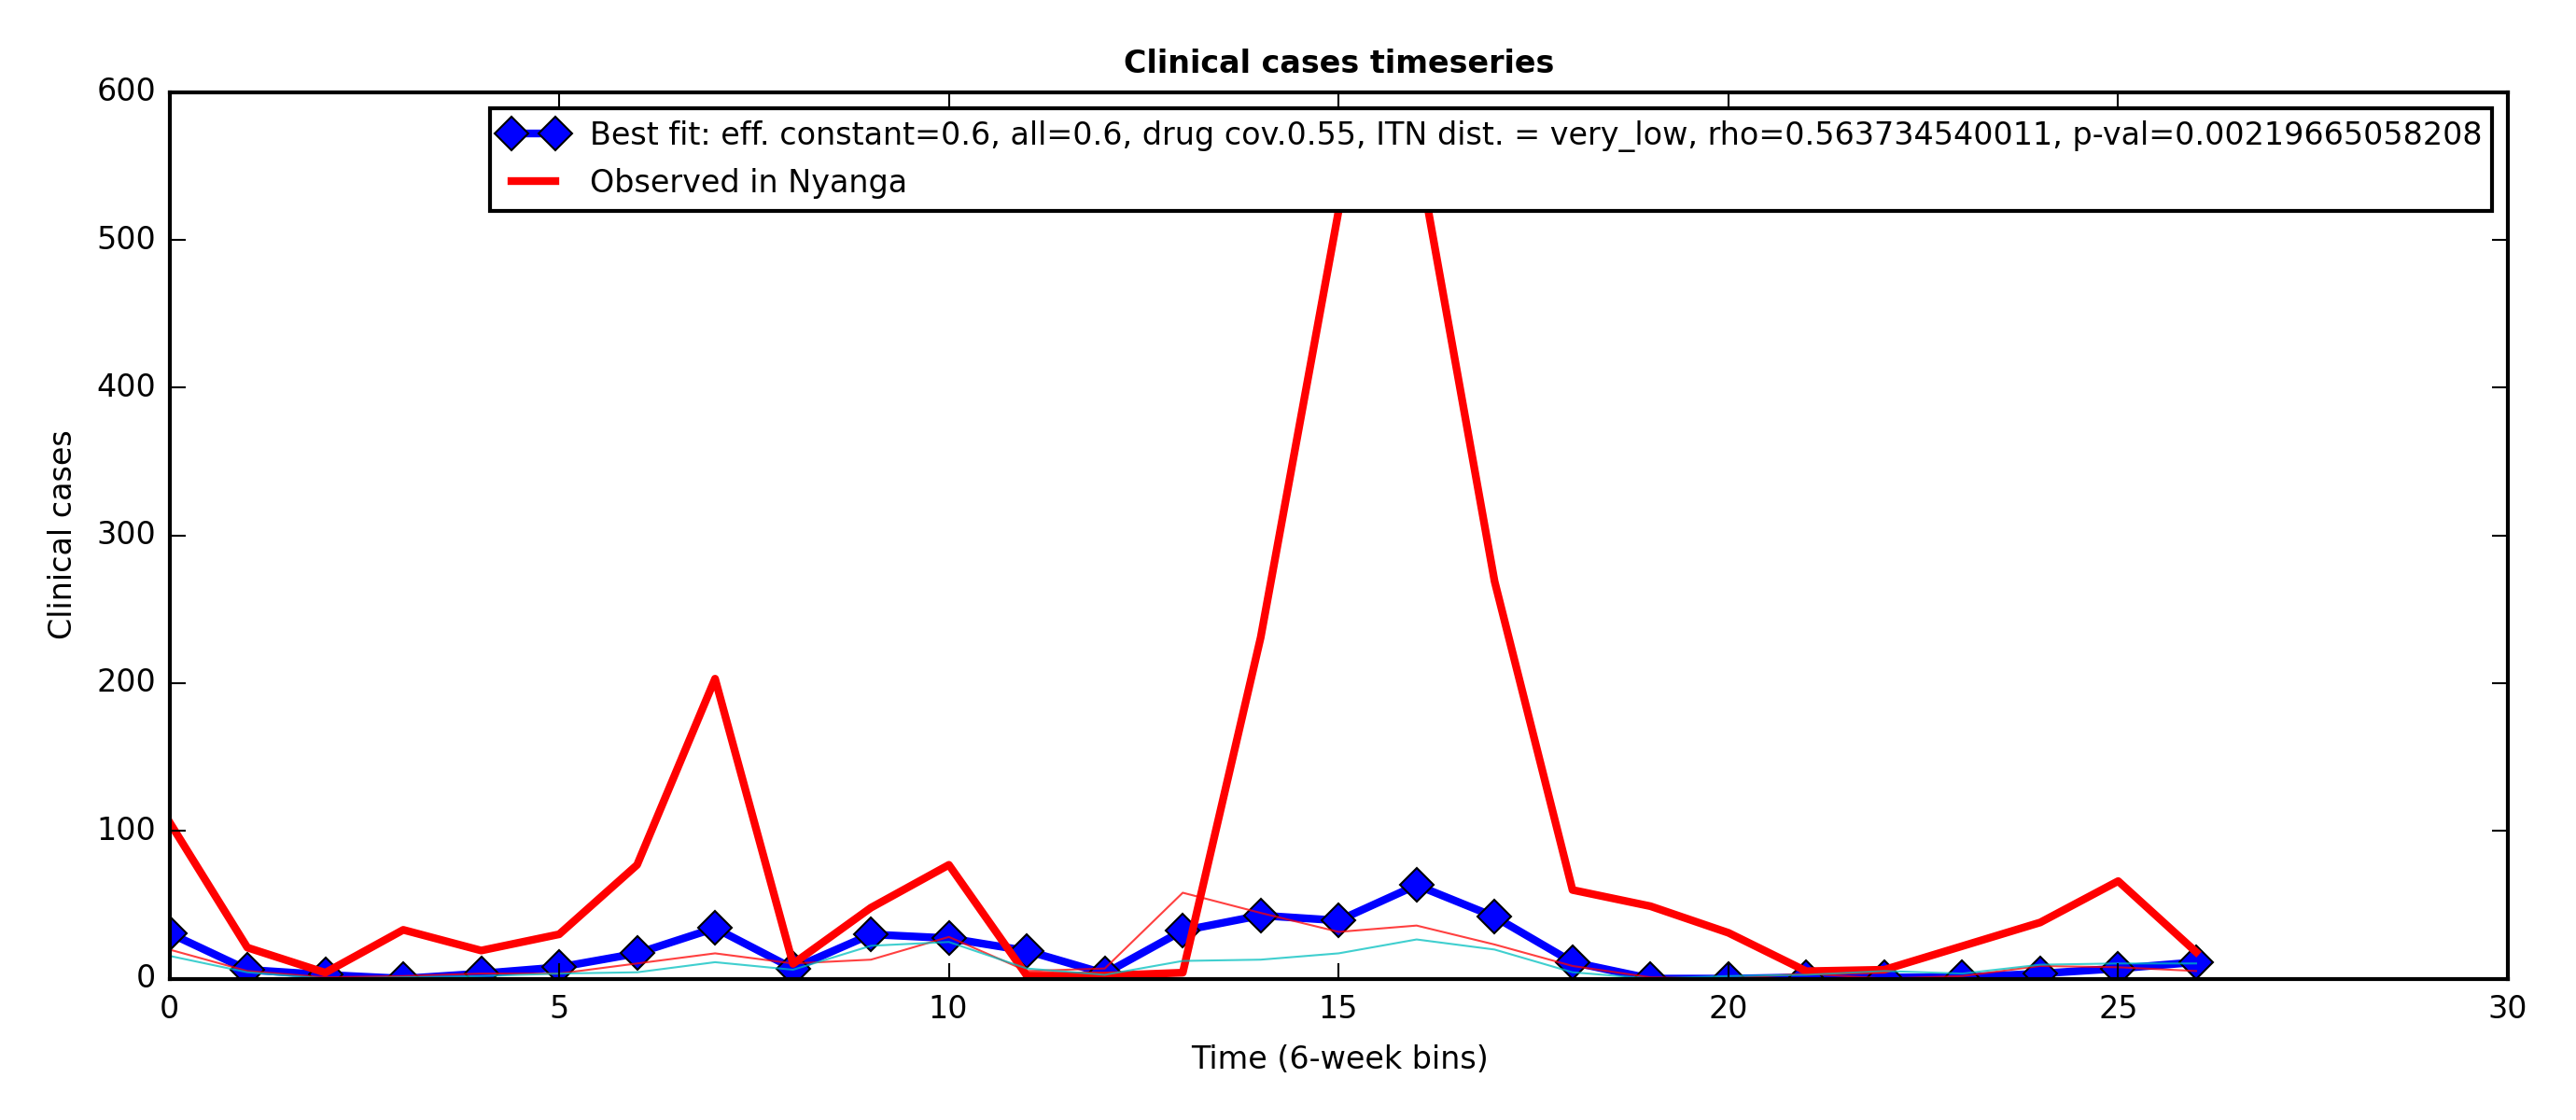 Clinical cases timeseries
600
500
400
300
200
100
0
Clinical cases
Best fit: eff. constant=0.6, all=0.6, drug cov.0.55, ITN dist. = very_low, rho=0.563734540011, p-val=0.00219665058208
Observed in Nyanga
0 5 10 15 20 25 30
Time (6-week bins)